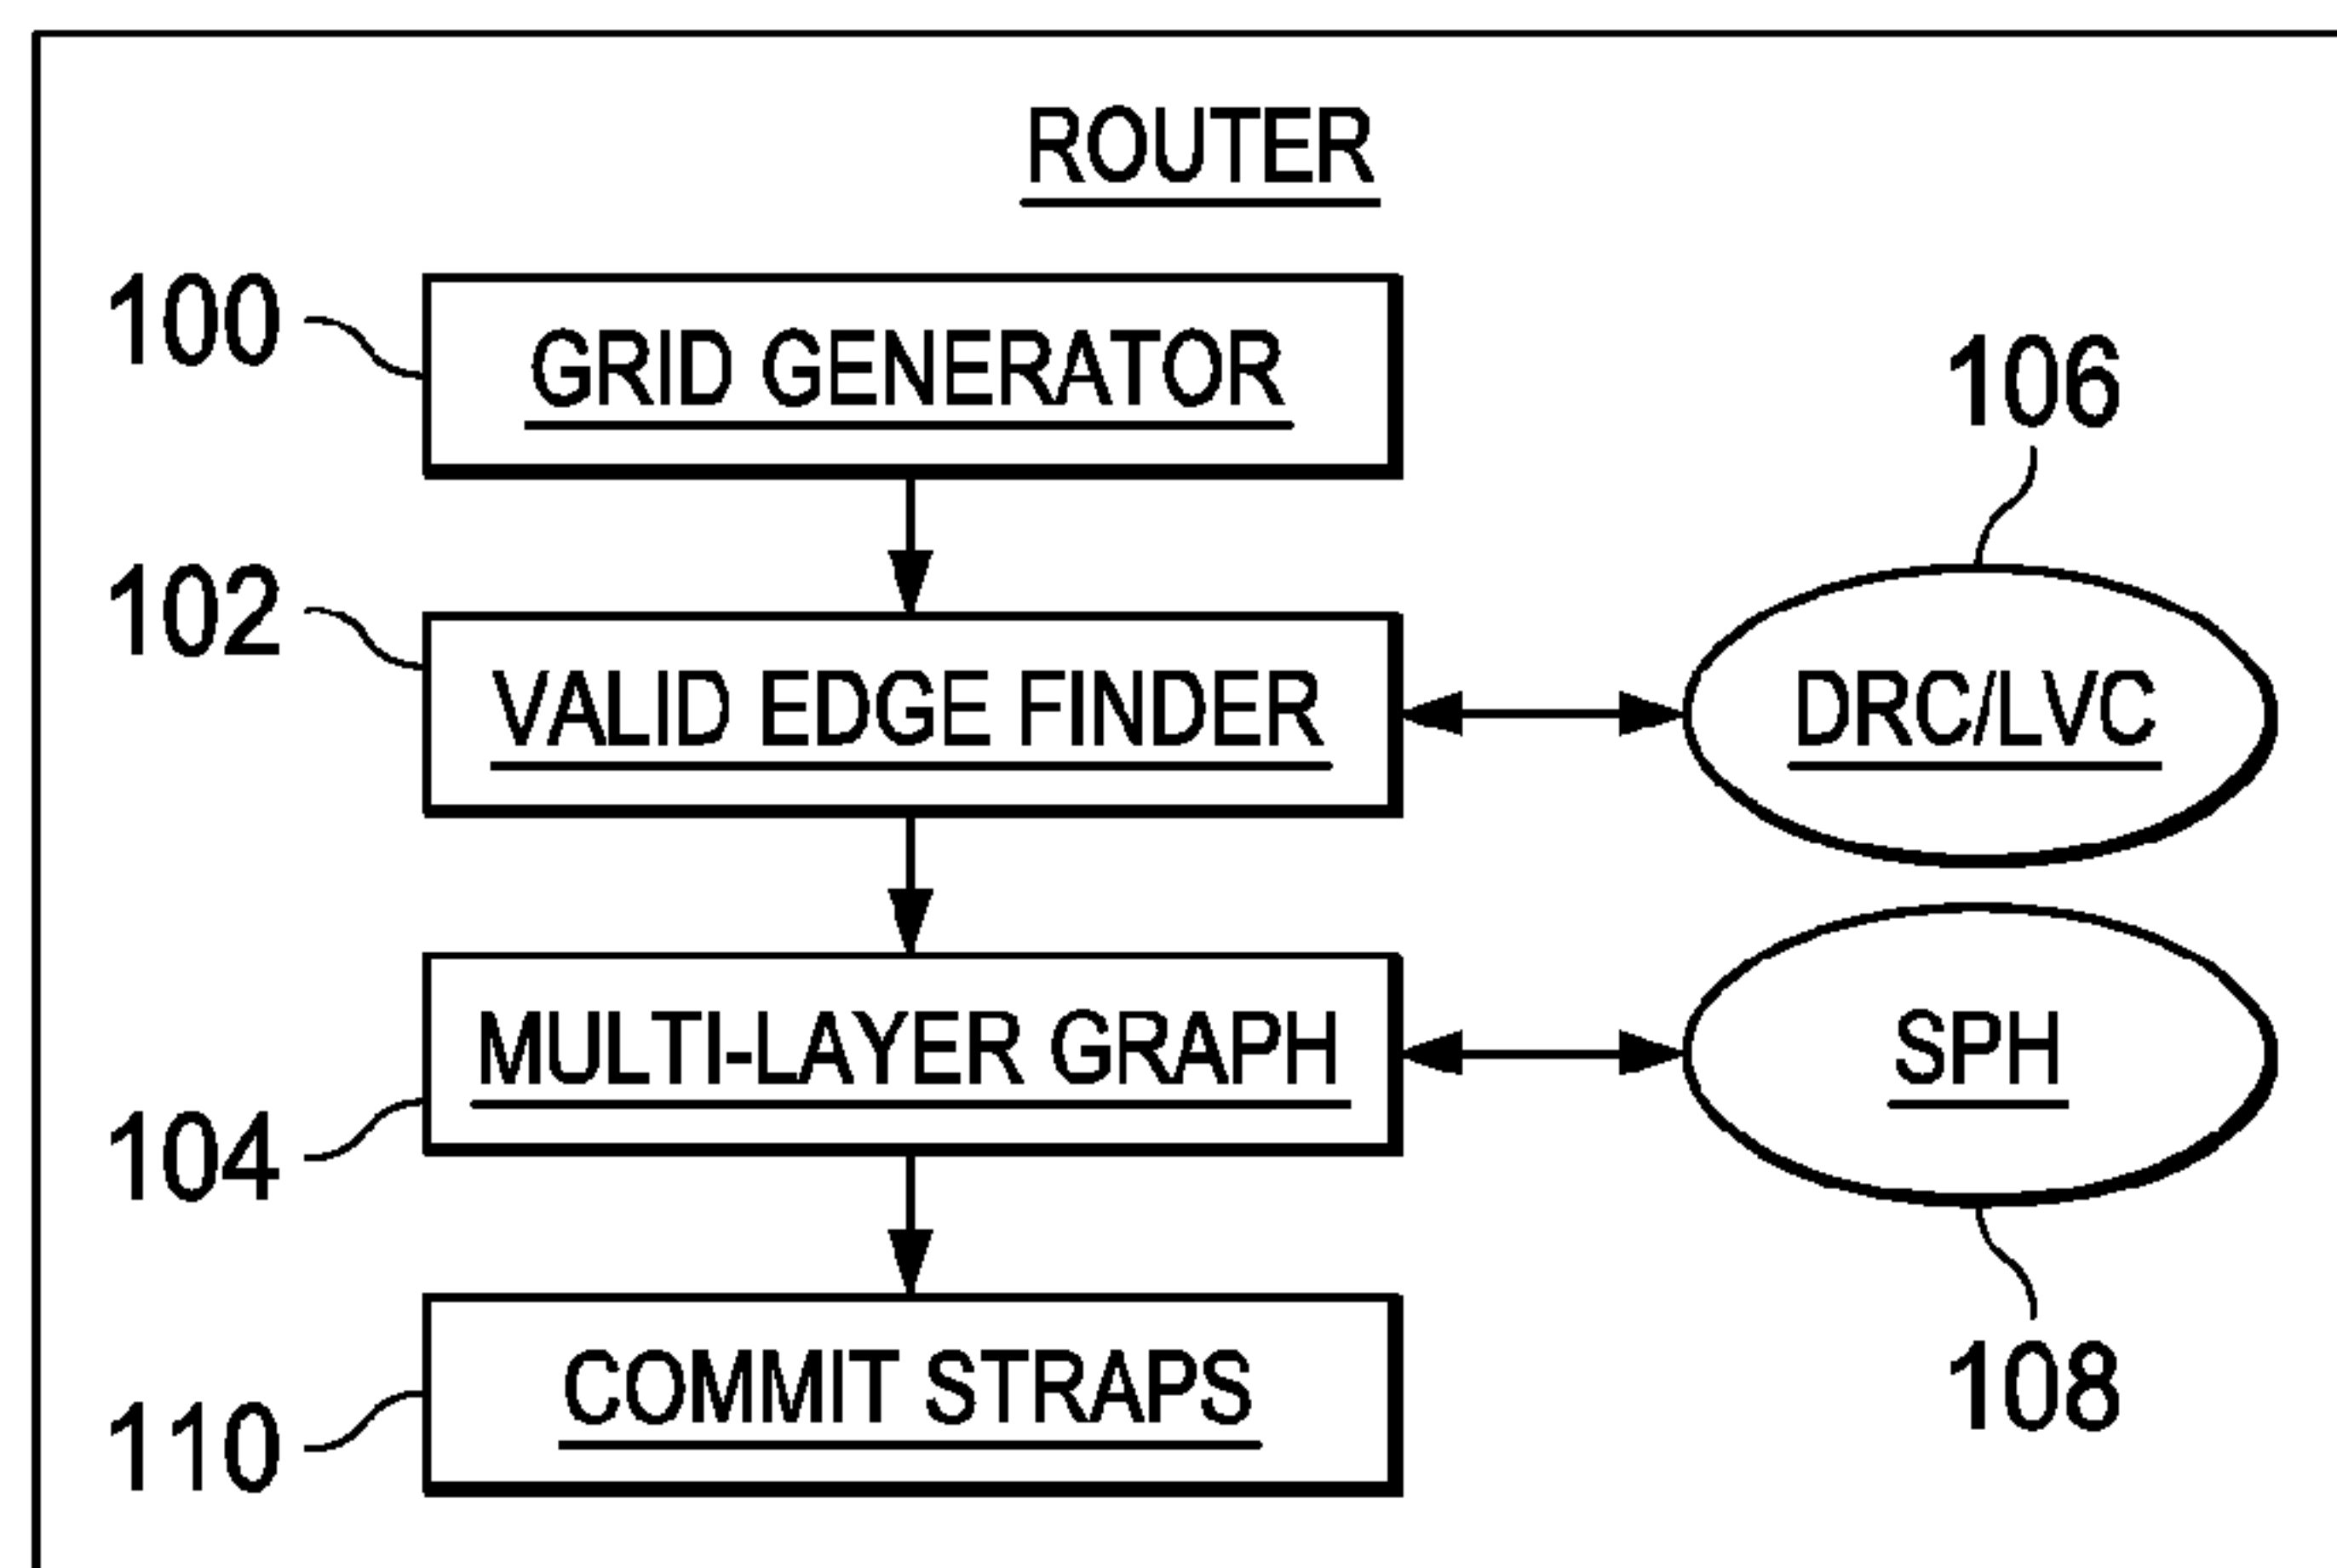 ROUTER
100
GRID GENERATOR
106
102
VALID EDGE FINDER
DRC/LVC
MULTI-LAYER GRAPH
SPH
104
COMMIT STRAPS
108
110